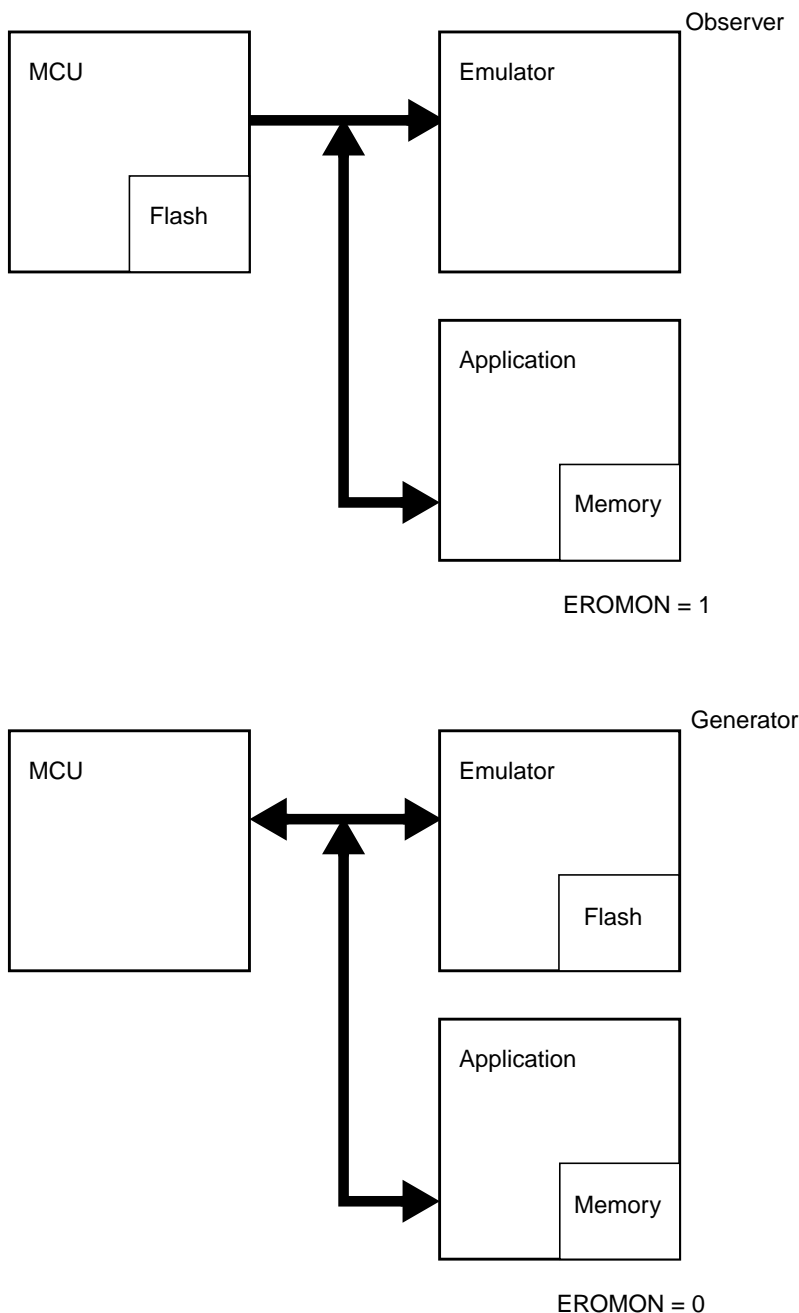 Observer
MCU
Emulator
Flash
Application
Memory
EROMON = 1
Generator
MCU
Emulator
Flash
Application
Memory
EROMON = 0